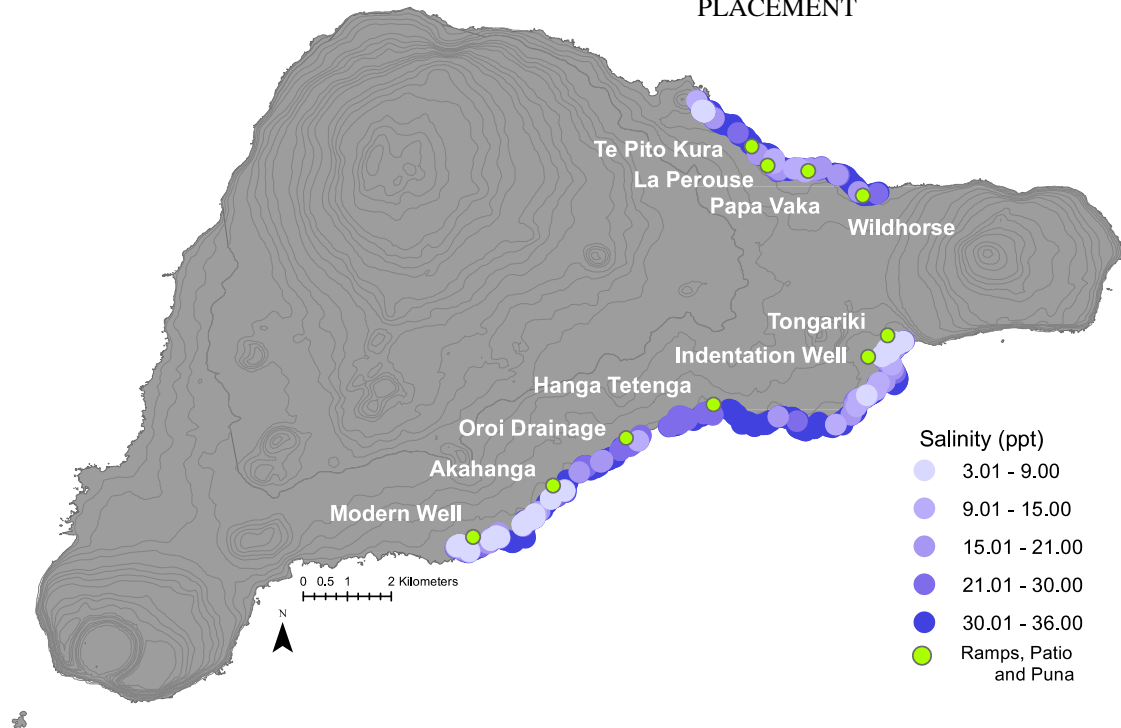 PLACEMENT
Te Pito Kura
La Perouse
Papa Vaka
Wildhorse
Tongariki
Indentation Well
Hanga Tetenga
Oroi Drainage
Akahanga
Modern Well
0 0.5 1 2 Kilometers
N
Salinity (ppt)
3.01 - 9.00
9.01 - 15.00
15.01 - 21.00
21.01 - 30.00
30.01 - 36.00
Ramps, Patio
and Puna